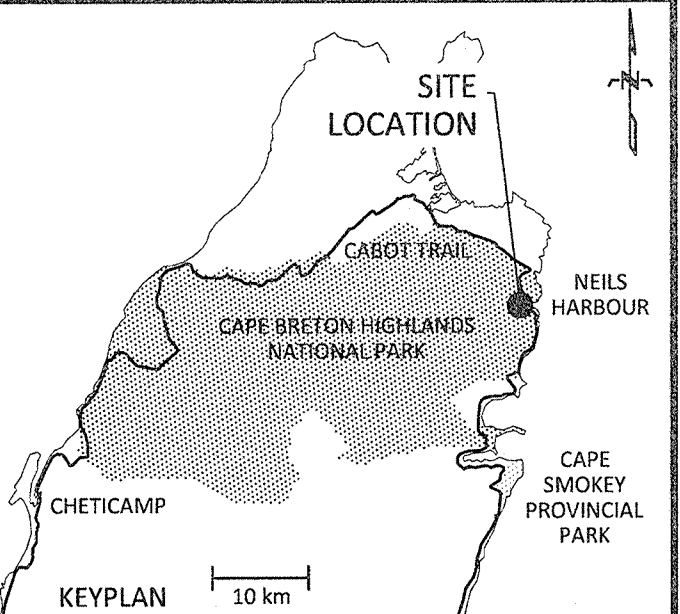 SITE
LOCATION
N
CABOT TRAIL
NEILS
HARBOUR
CAPE BRETON HIGHLANDS
NATIONAL PARK
CAPE
SMOKEY
PROVINCIAL
PARK
CHETICAMP
KEYPLAN
10 km